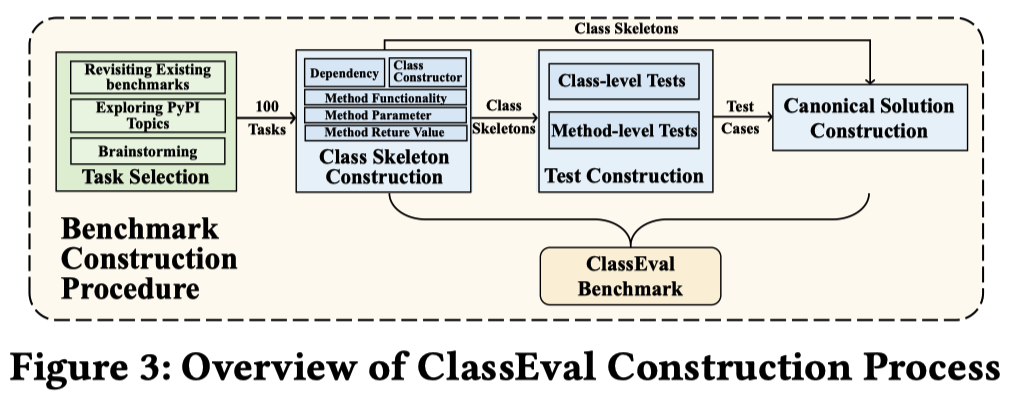 Class Skeletons
Revisiting Existing
benchmarks
Exploring PyPI
Topics
Brainstorming
Task Selection
100
Tasks
Dependency
Class
Constructor
Method Functionality
Method Parameter
Method Reture Value
Class Skeleton
Construction
Class
Skeletons
Class-level Tests
Method-level Tests
Test Construction
Test
Cases
Canonical Solution
Construction
Benchmark
Construction
Procedure
ClassEval
Benchmark
Figure 3: Overview of ClassEval Construction Process